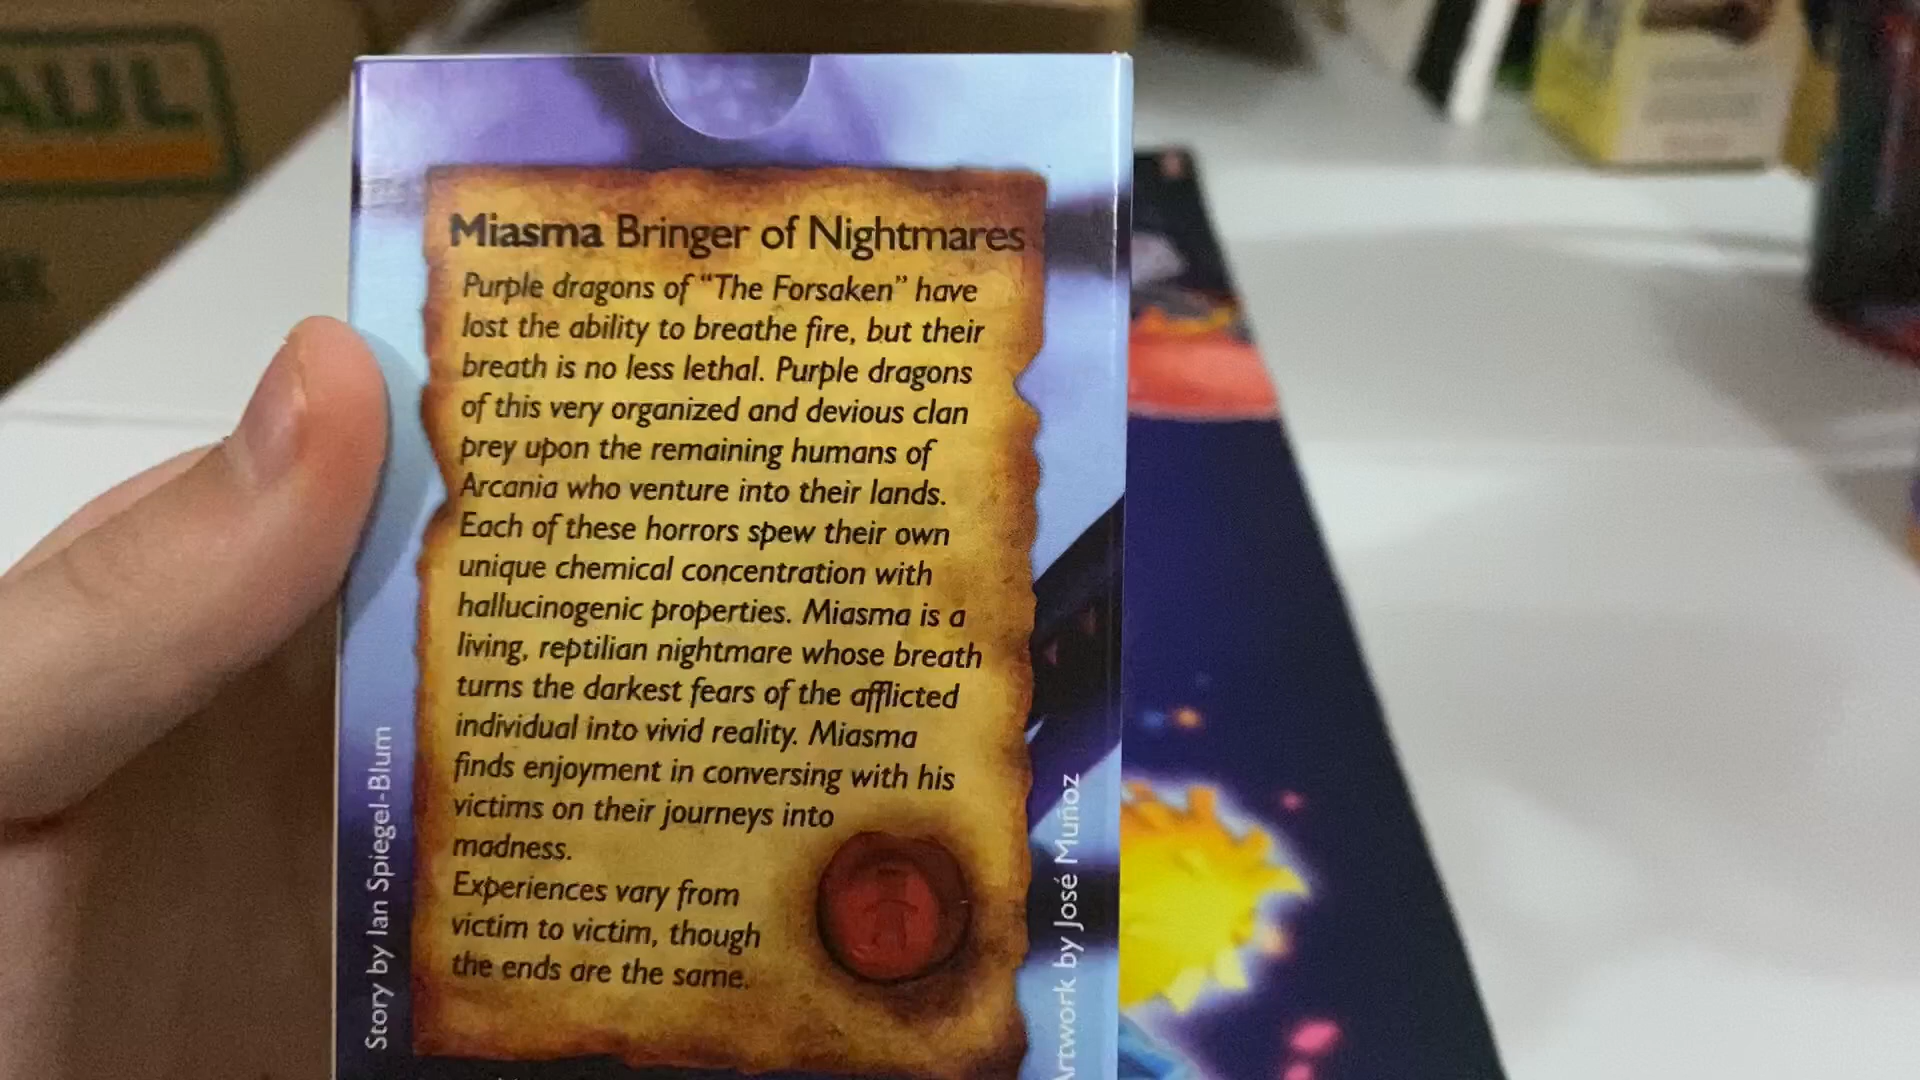 AUL
Miasma Bringer of Nightmares
Purple dragons of “The Forsaken” have
lost the ability to breathe fire, but their
breath is no less lethal. Purple dragons
of this very organized and devious clan
prey upon the remaining humans of
Arcania who venture into their lands.
Each of these horrors spew their own
unique chemical concentration with
hallucinogenic properties. Miasma is a
living, reptilian nightmare whose breath
turns the darkest fears of the afflicted
individual into vivid reality. Miasma
finds enjoyment in conversing with his
victims on their journeys into
madness.
Experiences vary from
victim to victim, though
the ends are the same.
Story by Ian Spiegel-Blum
Artwork by José Muñoz